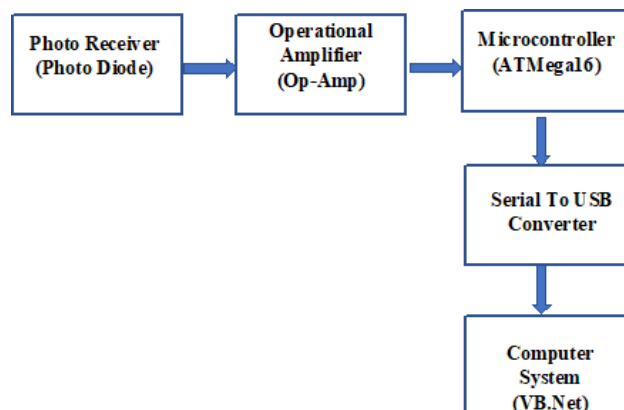 Photo Receiver
(Photo Diode)
Operational
Amplifier
(Op-Amp)
Microcontroller
(ATMega16)
Serial To USB
Converter
Computer
System
(VB.Net)